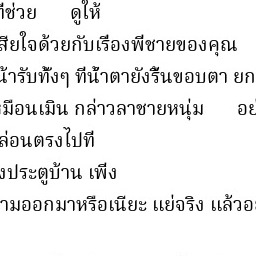 ที่ช่วย ดูให้
เสียใจด้วยกับเรื่องพี่ชายของคุณ
น้ำรับทั้งๆ ที่น้ำตายังรื้นขอบตา ยก
หมือนเมิน กล่าวลาชายหนุ่ม อย่
ล่อนตรงไปที่
งประตูบ้าน เพิ่ง
ามออกมาหรือเนี่ยะ แย่จริง แล้วอ